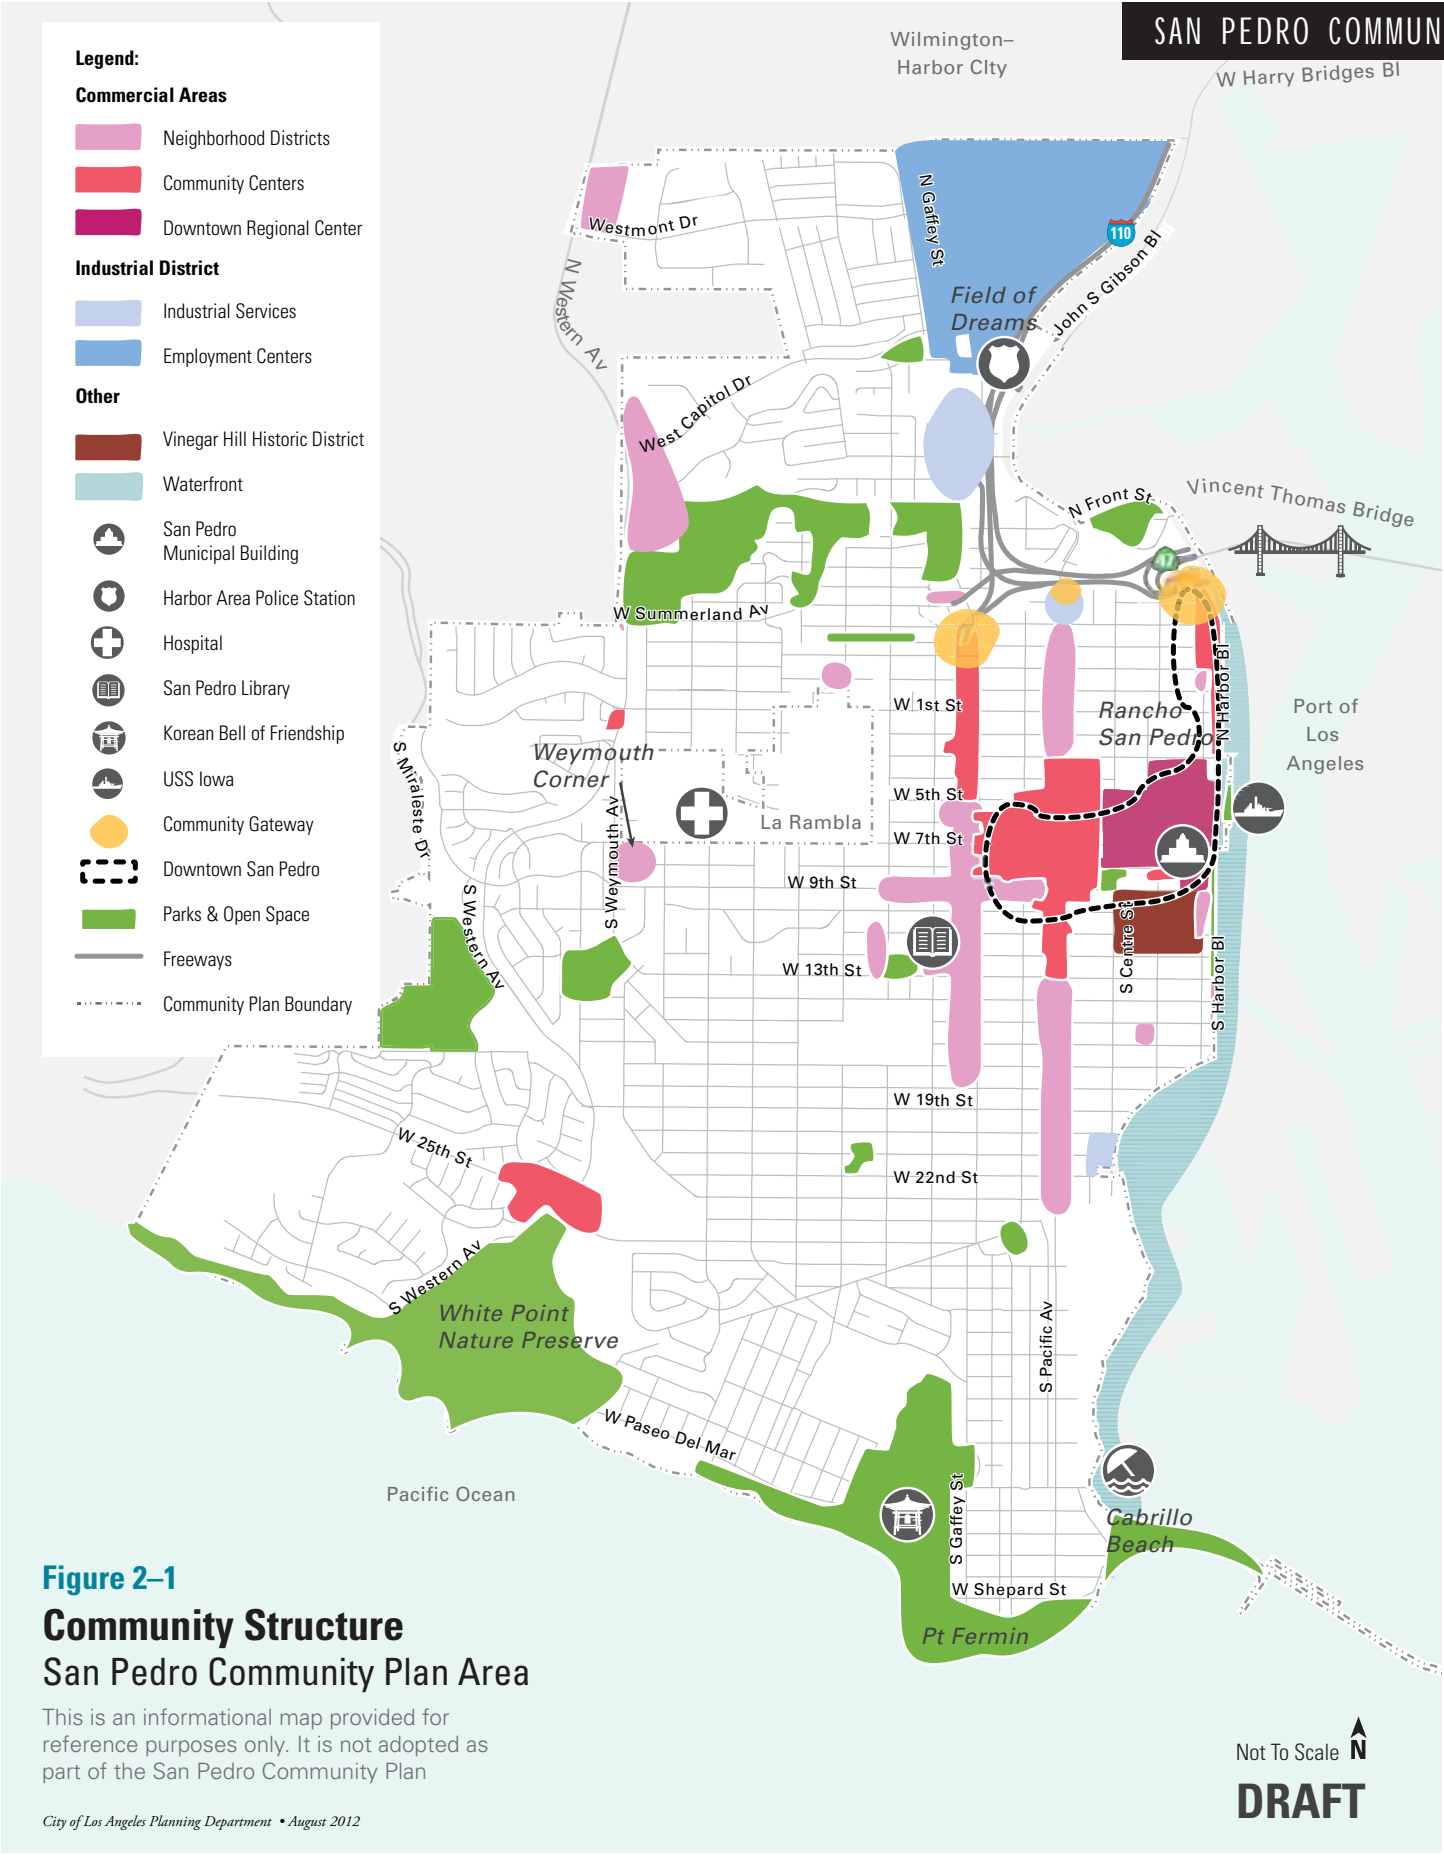 SAN PEDRO COMMUN
Wilmington–
Harbor CIty
W Harry Bridges Bl
Legend:
Commercial Areas
Neighborhood Districts
Community Centers
Downtown Regional Center
Industrial District
Industrial Services
Employment Centers
Other
Vinegar Hill Historic District
Waterfront
San Pedro
Municipal Building
Harbor Area Police Station
Hospital
San Pedro Library
Korean Bell of Friendship
USS Iowa
Community Gateway
Downtown San Pedro
Parks & Open Space
Freeways
Community Plan Boundary
Westmont Dr
N Gaffey St
110
John S Gibson Bl
N Western Av
Field of
Dreams
West Capitol Dr
N Front St
Vincent Thomas Bridge
47
W Summerland Av
W 1st St
Rancho
San Pedro
N Harbor Bl
Port of
Los
Angeles
Weymouth
Corner
S Miraleste Dr
W 5th St
La Rambla
W 7th St
S Weymouth Av
W 9th St
S Western Av
S Centre St
W 13th St
S Harbor Bl
W 19th St
W 25th St
W 22nd St
S Western Av
White Point
Nature Preserve
S Pacific Av
W Paseo Del Mar
Pacific Ocean
S Gaffey St
Cabrillo
Beach
W Shepard St
Pt Fermin
Figure 2–1
Community Structure
San Pedro Community Plan Area
This is an informational map provided for
reference purposes only. It is not adopted as
part of the San Pedro Community Plan
City of Los Angeles Planning Department • August 2012
Not To Scale N
DRAFT